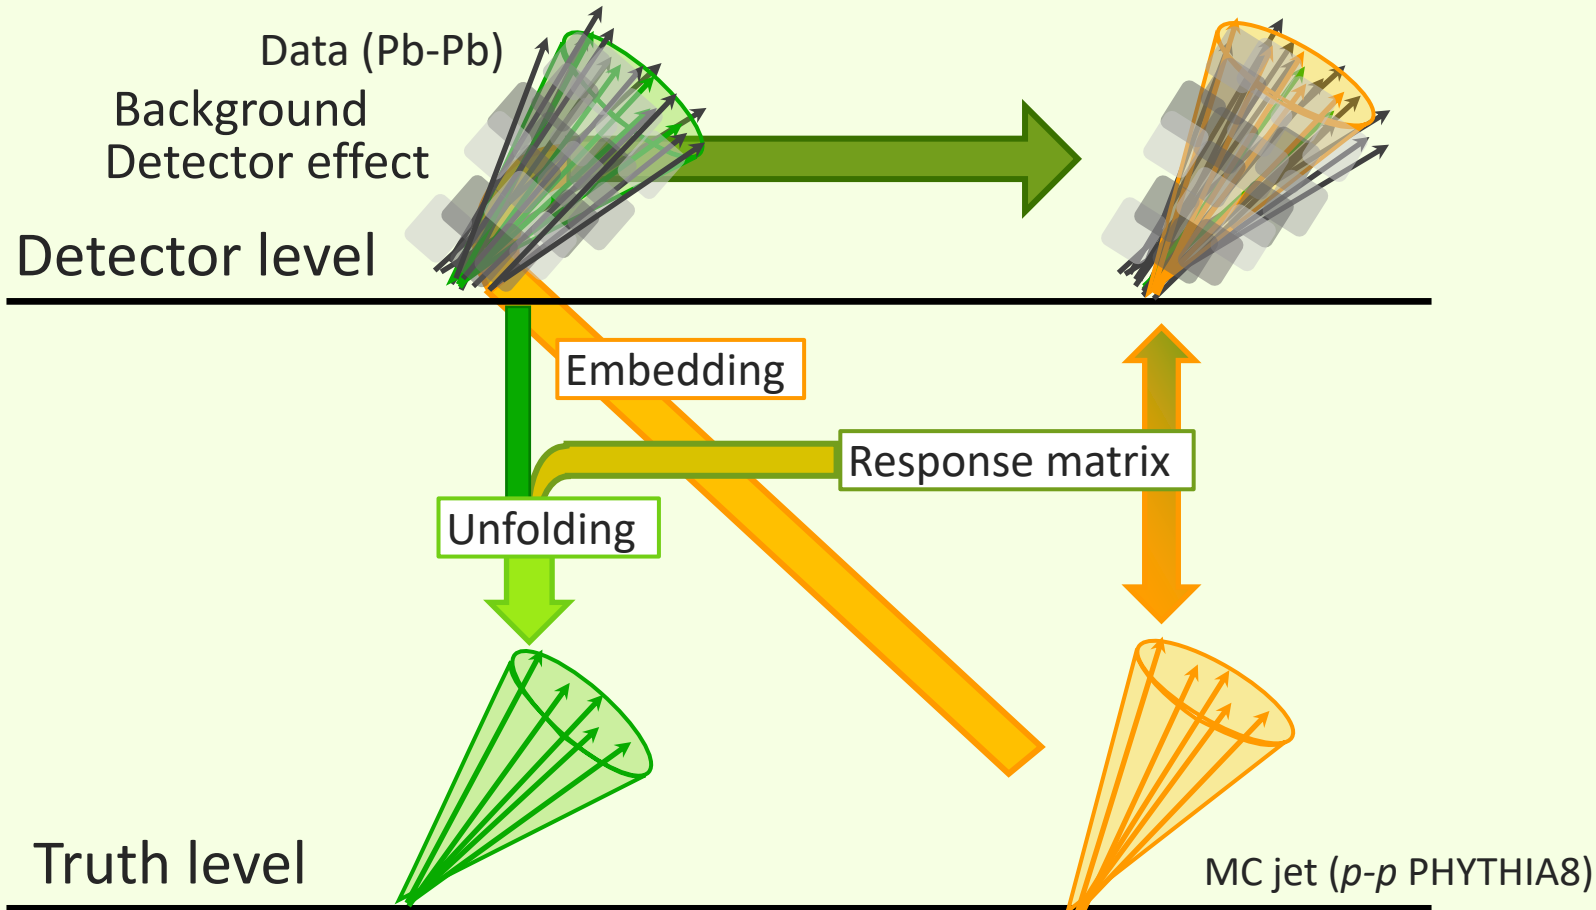 Data (Pb-Pb)
Background
Detector effect
Detector level
Embedding
Response matrix
Unfolding
Truth level
MC jet (p-p PHYTHIA8)